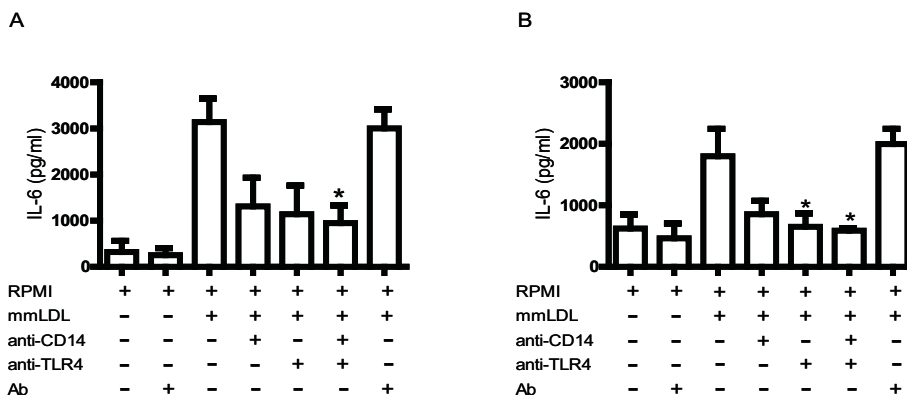 A
IL-6 (pg/ml)
4000
3000
2000
1000
0
*
RPMI + + + + + + +
mmLDL - - + + + + +
anti-CD14 - - - + - + -
anti-TLR4 - - - - + + -
Ab - + - - - - +
B
IL-6 (pg/ml)
3000
2000
1000
0
* *
RPMI + + + + + + +
mmLDL - - + + + + +
anti-CD14 - - - + - + -
anti-TLR4 - - - - + + -
Ab - + - - - - +